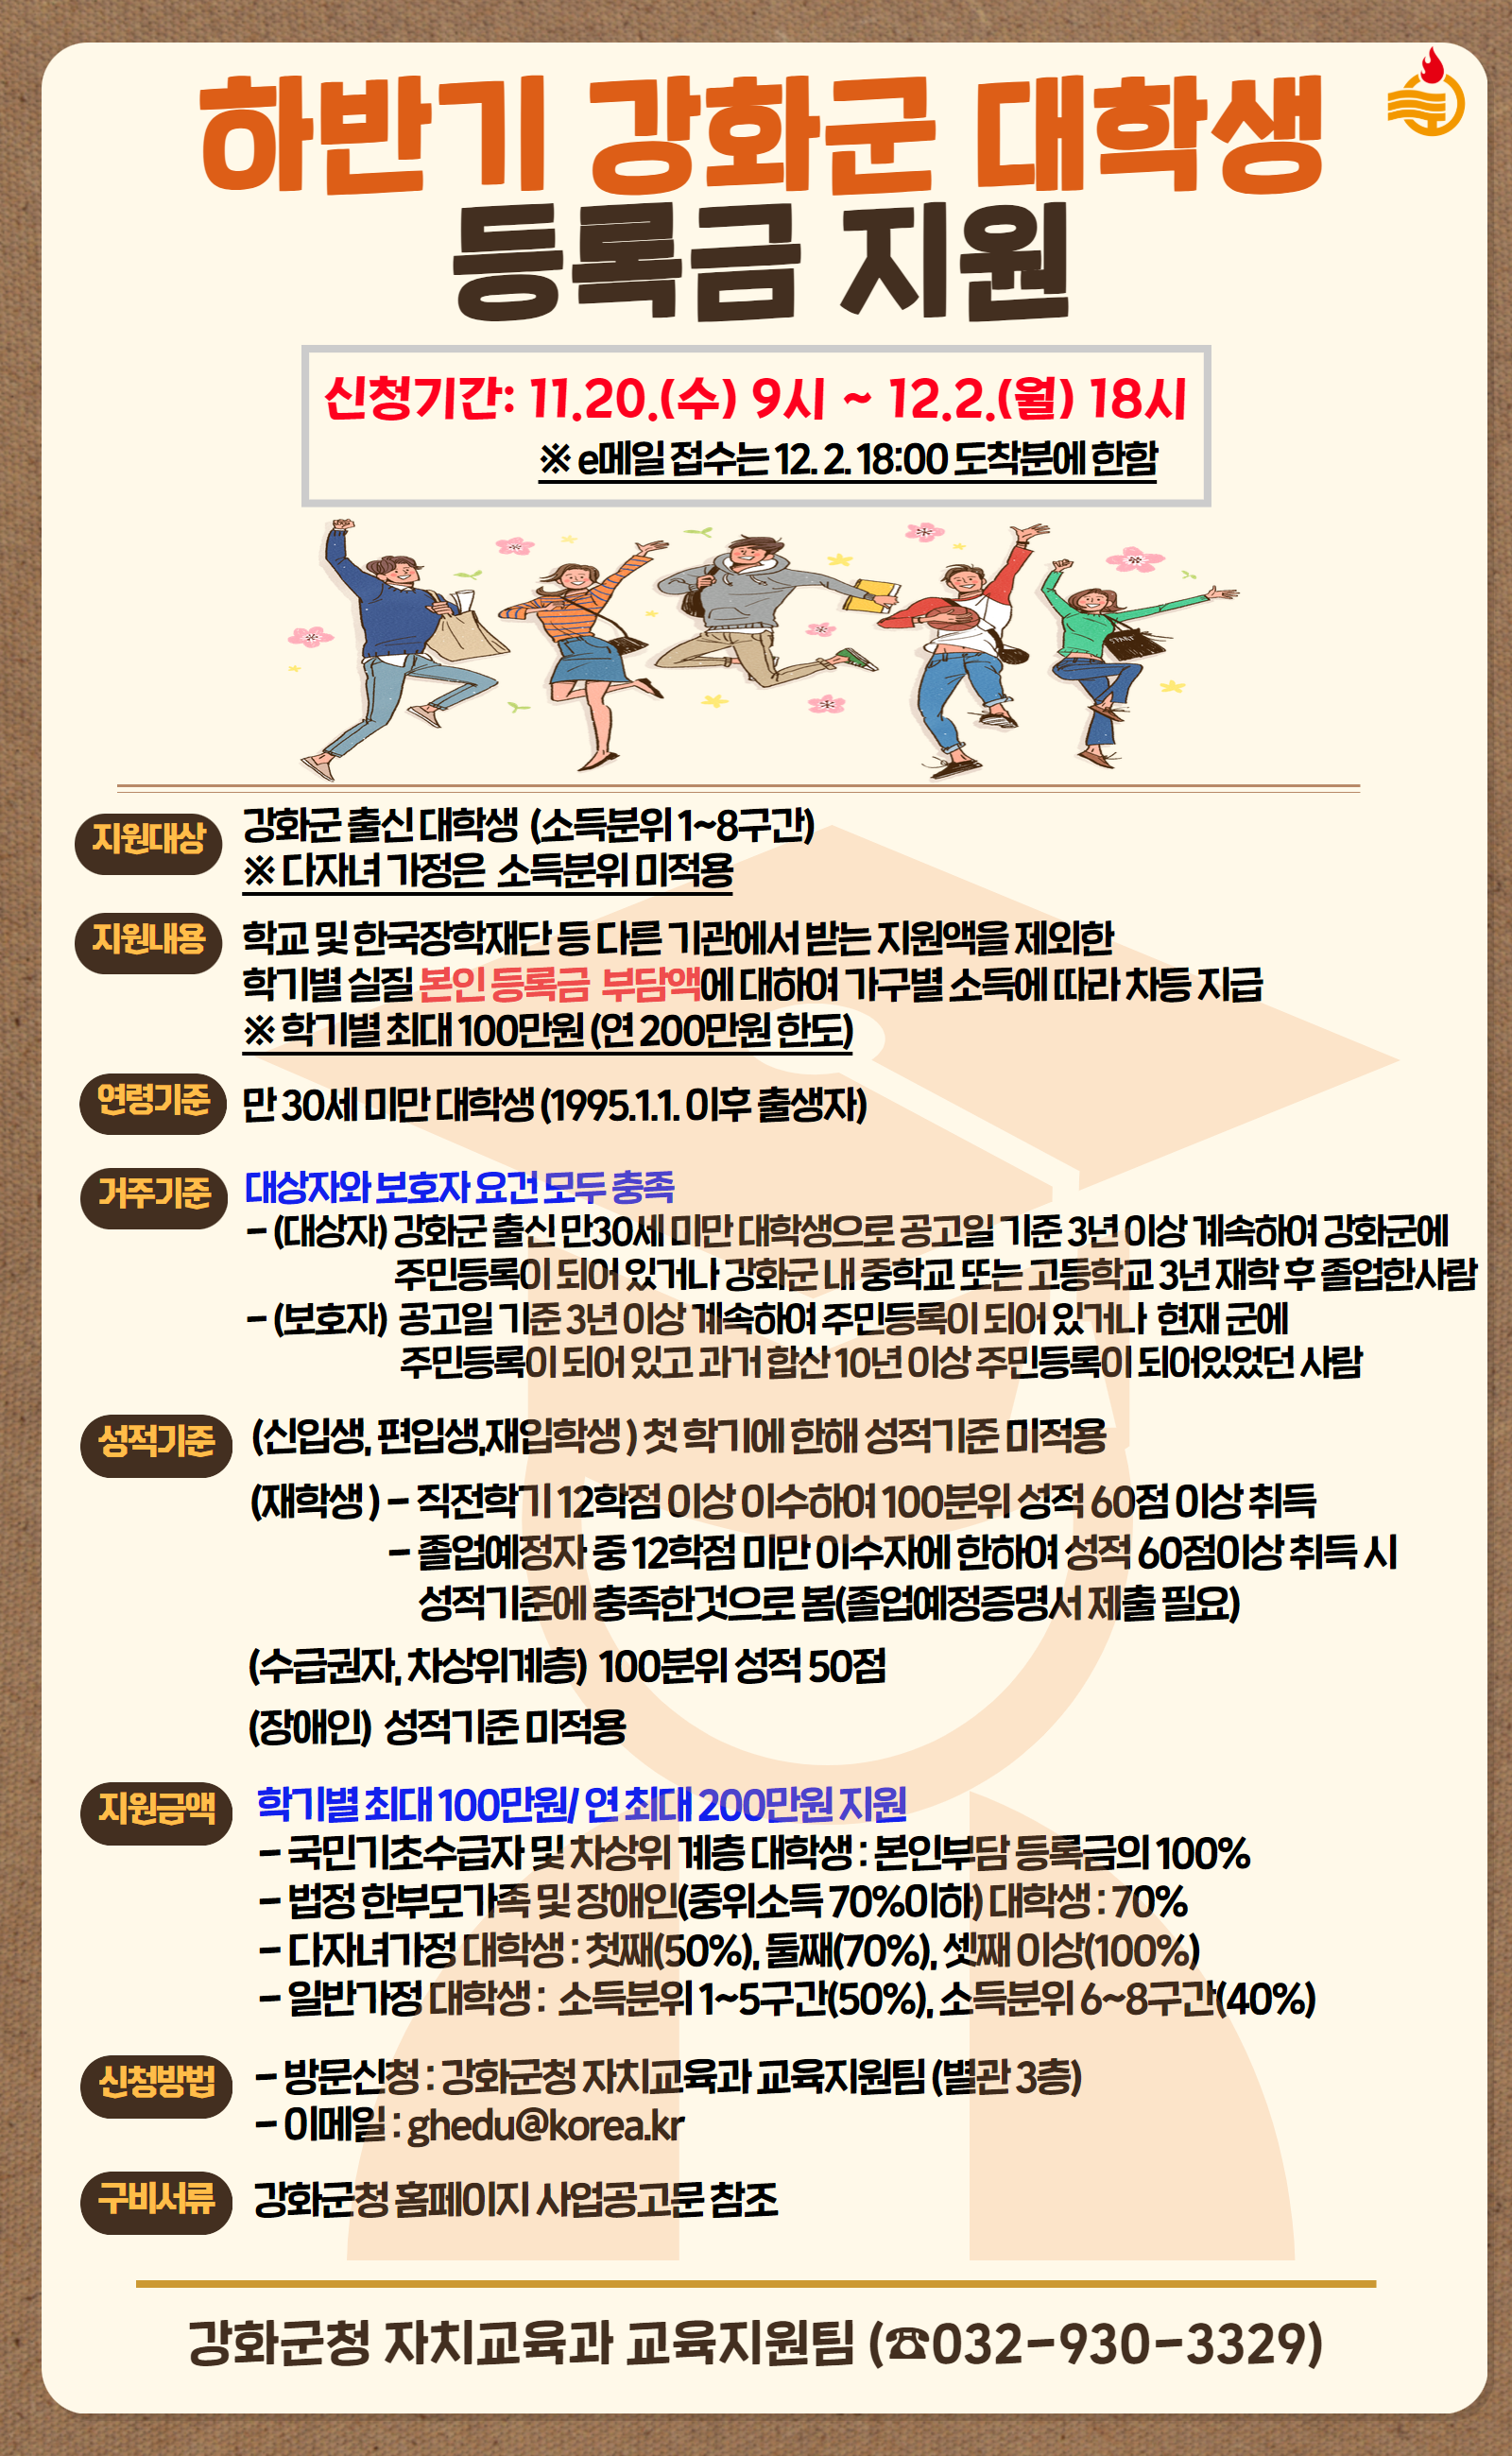 하반기 강화군 대학생
등록금 지원
신청기간: 11.20.(수) 9시 ~ 12.2.(월) 18시
※ e메일 접수는 12. 2. 18:00 도착분에 한함
지원대상
강화군 출신 대학생 (소득분위 1~8구간)
※ 다자녀 가정은 소득분위 미적용
지원내용
학교 및 한국장학재단 등 다른 기관에서 받는 지원액을 제외한
학기별 실질 본인 등록금 부담액에 대하여 가구별 소득에 따라 차등 지급
※ 학기별 최대 100만원 (연 200만원 한도)
연령기준
만 30세 미만 대학생 (1995.1.1. 이후 출생자)
거주기준
대상자와 보호자 요건 모두 충족
- (대상자) 강화군 출신 만30세 미만 대학생으로 공고일 기준 3년 이상 계속하여 강화군에
주민등록이 되어 있거나 강화군 내 중학교 또는 고등학교 3년 재학 후 졸업한사람
- (보호자) 공고일 기준 3년 이상 계속하여 주민등록이 되어 있거나 현재 군에
주민등록이 되어 있고 과거 합산 10년 이상 주민등록이 되어있었던 사람
성적기준
(신입생, 편입생,재입학생 ) 첫 학기에 한해 성적기준 미적용
(재학생 ) - 직전학기 12학점 이상 이수하여 100분위 성적 60점 이상 취득
- 졸업예정자 중 12학점 미만 이수자에 한하여 성적 60점이상 취득 시
성적기준에 충족한것으로 봄(졸업예정증명서 제출 필요)
(수급권자, 차상위계층) 100분위 성적 50점
(장애인) 성적기준 미적용
지원금액
학기별 최대 100만원/ 연 최대 200만원 지원
- 국민기초수급자 및 차상위 계층 대학생 : 본인부담 등록금의 100%
- 법정 한부모가족 및 장애인(중위소득 70%이하) 대학생 : 70%
- 다자녀가정 대학생 : 첫째(50%), 둘째(70%), 셋째 이상(100%)
- 일반가정 대학생 : 소득분위 1~5구간(50%), 소득분위 6~8구간(40%)
신청방법
- 방문신청 : 강화군청 자치교육과 교육지원팀 (별관 3층)
- 이메일 : ghedu@korea.kr
구비서류
강화군청 홈페이지 사업공고문 참조
강화군청 자치교육과 교육지원팀 (☎032-930-3329)